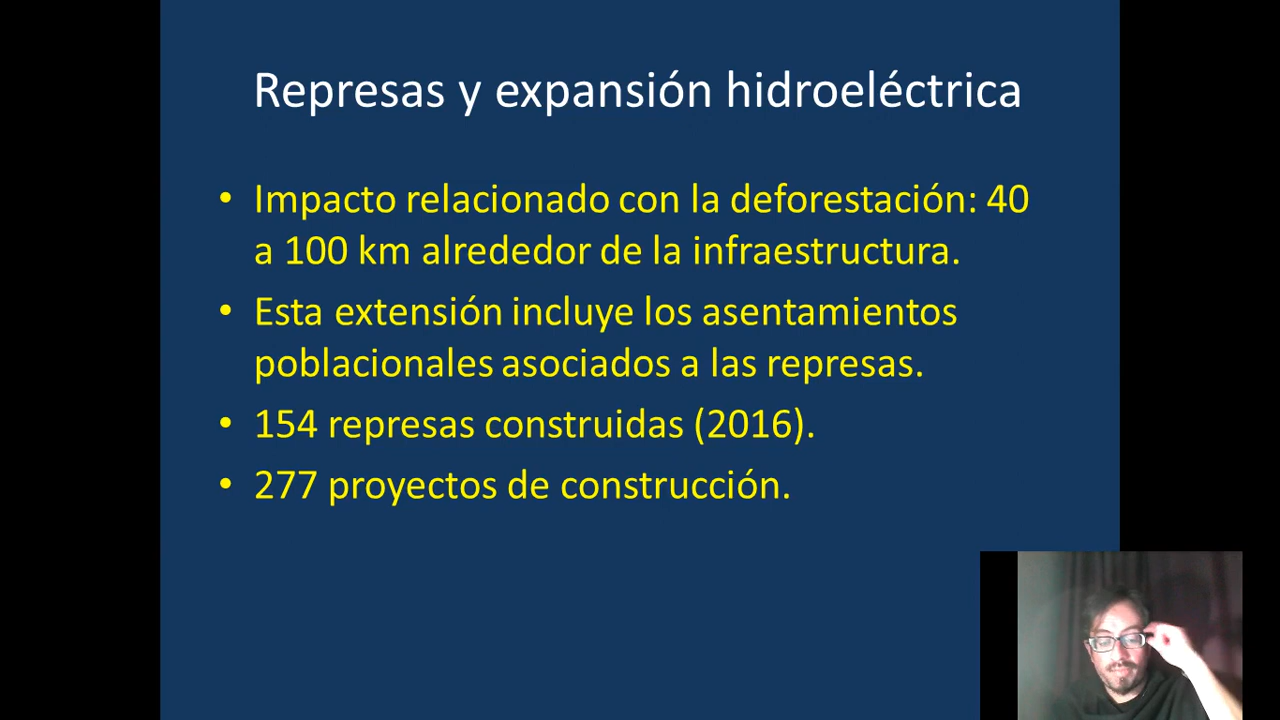 Represas y expansión hidroeléctrica
• Impacto relacionado con la deforestación: 40
a 100 km alrededor de la infraestructura.
• Esta extensión incluye los asentamientos
poblacionales asociados a las represas.
• 154 represas construidas (2016).
• 277 proyectos de construcción.